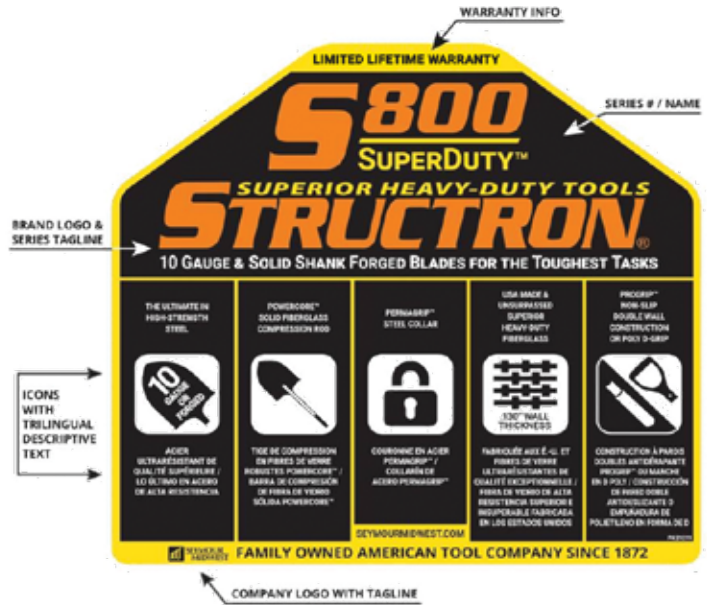 WARRANTY INFO
LIMITED LIFETIME WARRANTY
S800
SERIES # / NAME
SUPERDUTY™
SUPERIOR HEAVY-DUTY TOOLS
BRAND LOGO &
SERIES TAGLINE
STRUCTRON®
10 GAUGE & SOLID SHANK FORGED BLADES FOR THE TOUGHEST TASKS
THE ULTIMATE IN
HIGH-STRENGTH
STEEL
POWERCORE™
SOLID FIBERGLASS
COMPRESSION ROD
PERMAGRIP™
STEEL COLLAR
USA MADE &
UNSURPASSED
SUPERIOR
HEAVY-DUTY
FIBERGLASS
PROGRIP™
NON-SLIP
DOUBLE WALL
CONSTRUCTION
OR POLY D-GRIP
ICONS
WITH
TRILINGUAL
DESCRIPTIVE
TEXT
10
GAUGE
OR
FORGED
.130" WALL
THICKNESS
ACIER
ULTRARÉSISTANT DE
QUALITÉ SUPÉRIEURE /
LO ÚLTIMO EN ACERO
DE ALTA RESISTENCIA
TIGE DE COMPRESSION
EN FIBRES DE VERRE
ROBUSTES POWERCORE™ /
BARRA DE COMPRESIÓN
DE FIBRA DE VIDRIO
SÓLIDA POWERCORE™
COURONNE EN ACIER
PERMAGRIP™ /
COLLARÍN DE
ACERO PERMAGRIP™
FABRIQUÉE AUX É.-U. ET
FIBRES DE VERRE
ULTRARÉSISTANTES DE
QUALITÉ EXCEPTIONNELLE /
FIBRA DE VIDRIO DE ALTA
RESISTENCIA SUPERIOR E
INSUPERABLE FABRICADA
EN LOS ESTADOS UNIDOS
CONSTRUCTION À PAROIS
DOUBLES ANTIDÉRAPANTE
PROGRIP™ OU MANCHE
EN D POLY / CONSTRUCCIÓN
DE PARED DOBLE
ANTIDESLIZANTE O
EMPUÑADURA DE
POLIETILENO EN FORMA DE D
SEYMOURMIDWEST.COM
SEYMOUR
MIDWEST
FAMILY OWNED AMERICAN TOOL COMPANY SINCE 1872
COMPANY LOGO WITH TAGLINE